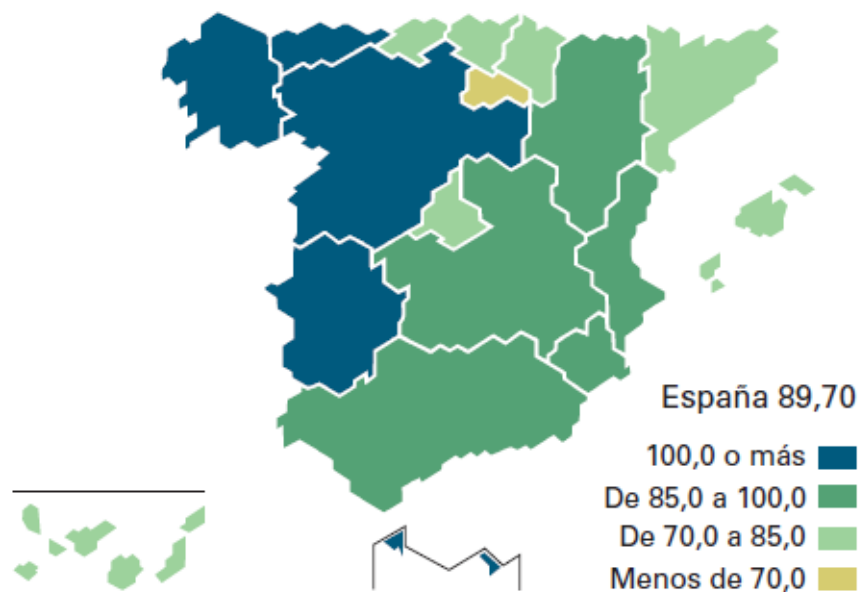 España 89,70
100,0 o más
De 85,0 a 100,0
De 70,0 a 85,0
Menos de 70,0